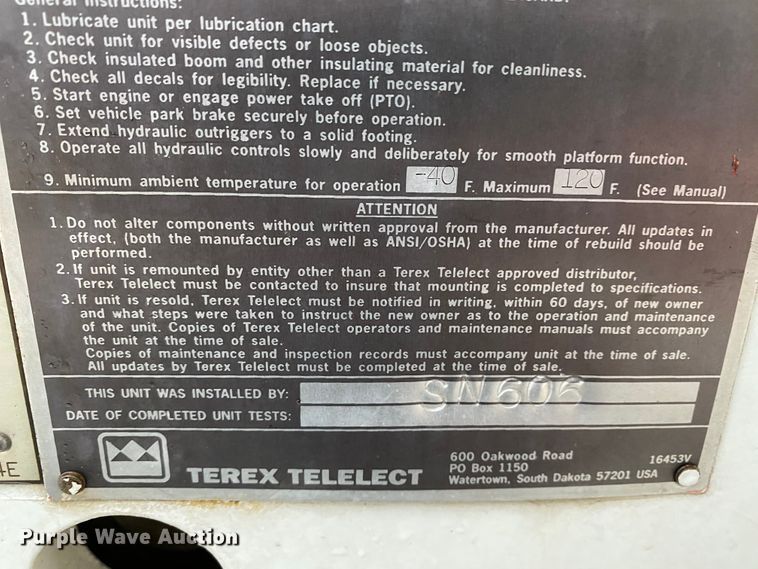 General Instructions:
1. Lubricate unit per lubrication chart.
2. Check unit for visible defects or loose objects.
3. Check insulated boom and other insulating material for cleanliness.
4. Check all decals for legibility. Replace if necessary.
5. Start engine or engage power take off (PTO).
6. Set vehicle park brake securely before operation.
7. Extend hydraulic outriggers to a solid footing.
8. Operate all hydraulic controls slowly and deliberately for smooth platform function.
9. Minimum ambient temperature for operation -40 F. Maximum 120 F. (See Manual)
ATTENTION
1. Do not alter components without written approval from the manufacturer. All updates in
effect, (both the manufacturer as well as ANSI/OSHA) at the time of rebuild should be
performed.
2. If unit is remounted by entity other than a Terex Telelect approved distributor,
Terex Telelect must be contacted to insure that mounting is completed to specifications.
3. If unit is resold, Terex Telelect must be notified in writing, within 60 days, of new owner
and what steps were taken to instruct the new owner as to the operation and maintenance
of the unit. Copies of Terex Telelect operators and maintenance manuals must accompany
the unit at the time of sale.
Copies of maintenance and inspection records must accompany unit at the time of sale.
All updates by Terex Telelect must be completed at the time of sale.
THIS UNIT WAS INSTALLED BY: SN606
DATE OF COMPLETED UNIT TESTS:
TEREX TELELECT
600 Oakwood Road
PO Box 1150
Watertown, South Dakota 57201 USA
16453V
Purple Wave Auction